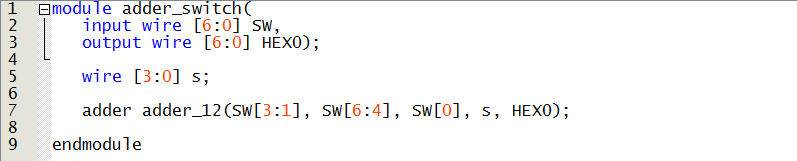 1 module adder_switch(
2 input wire [6:0] SW,
3 output wire [6:0] HEX0);
4
5 wire [3:0] s;
6
7 adder adder_12(SW[3:1], SW[6:4], SW[0], s, HEX0);
8
9 endmodule